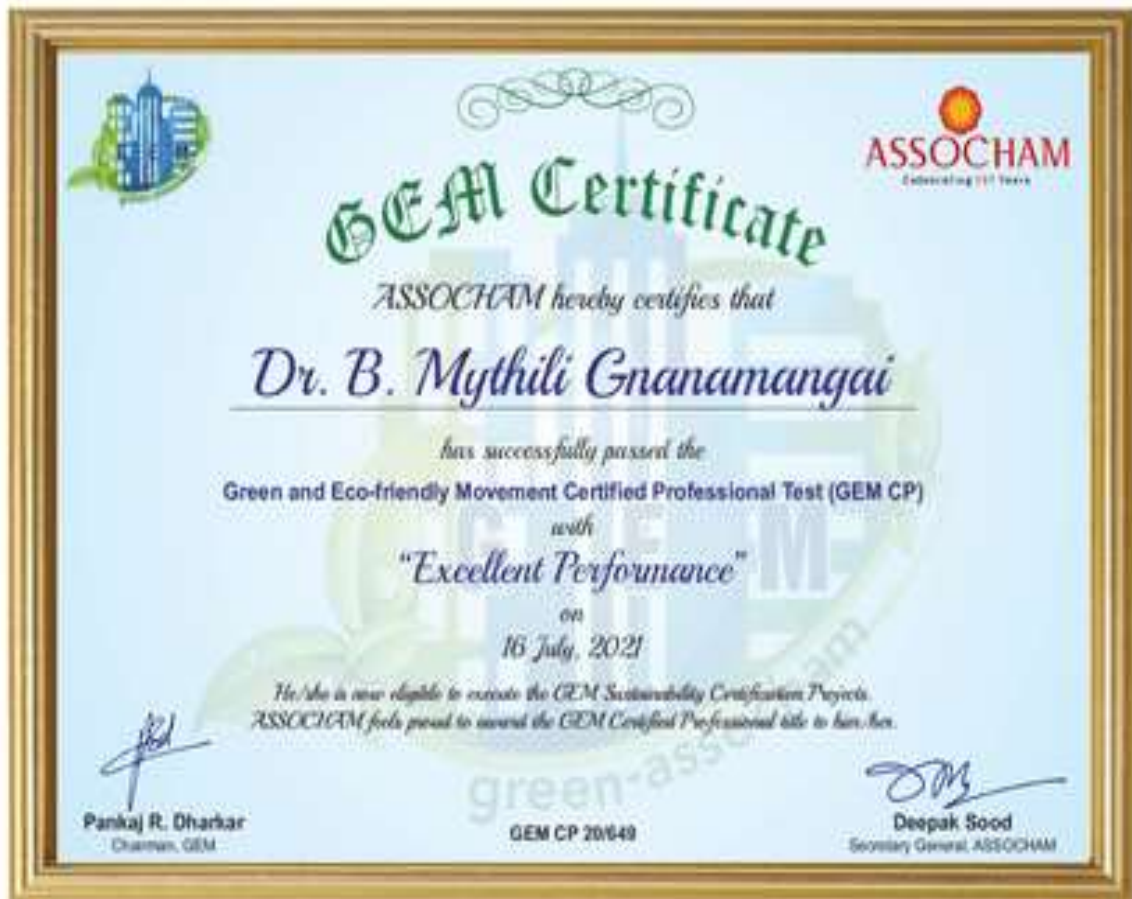 ASSOCHAM
GEM Certificate
ASSOCHAM hereby certifies that
Dr. B. Mythili Gnanamangai
has successfully passed the
Green and Eco-friendly Movement Certified Professional Test (GEM CP)
with
"Excellent Performance"
on
16 July, 2021
He/she is now eligible to execute the GEM Sustainability Certification Projects.
ASSOCHAM feels proud to award the GEM Certified Professional title to him/her.
GEM
green-assocham.com
Pankaj R. Dharkar
Chairman, GEM
GEM CP 20/649
Deepak Sood
Secretary General, ASSOCHAM